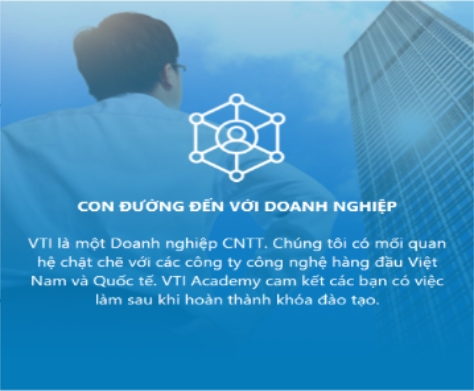 CON ĐƯỜNG ĐẾN VỚI DOANH NGHIỆP
VTI là một Doanh nghiệp CNTT. Chúng tôi có mối quan
hệ chặt chẽ với các công ty công nghệ hàng đầu Việt
Nam và Quốc tế. VTI Academy cam kết các bạn có việc
làm sau khi hoàn thành khóa đào tạo.